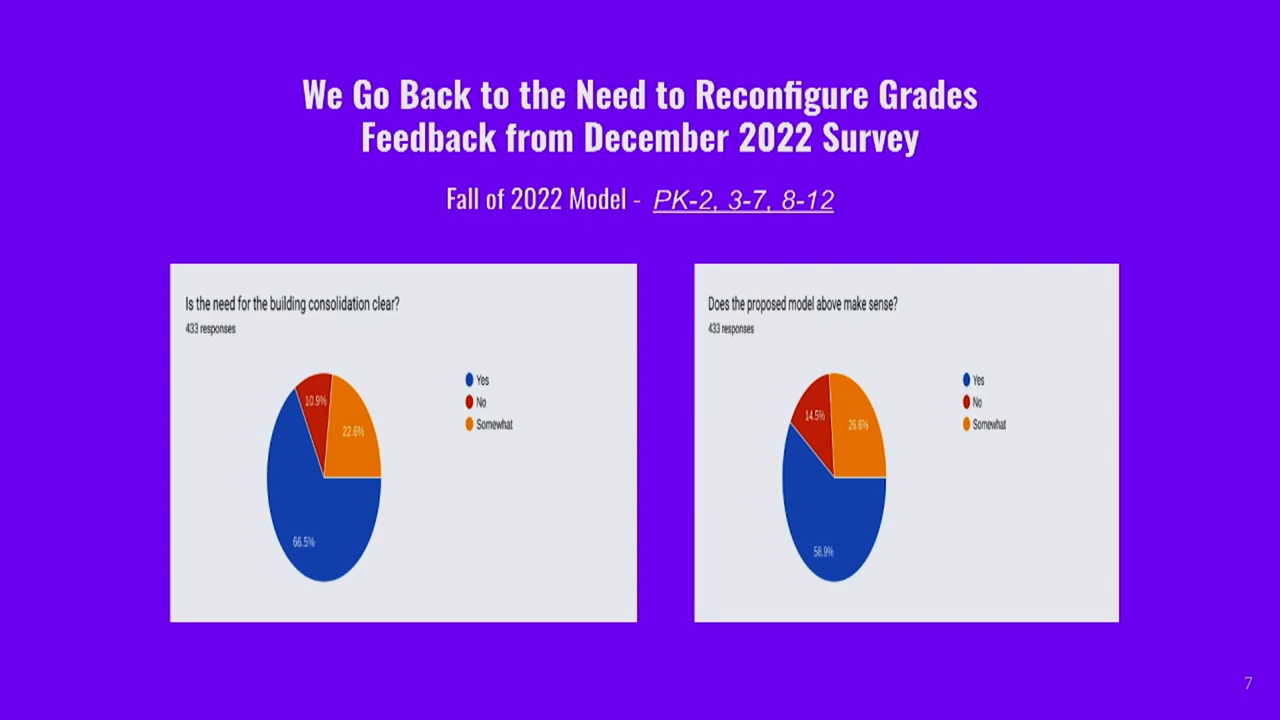 We Go Back to the Need to Reconfigure Grades
Feedback from December 2022 Survey
Fall of 2022 Model - PK-2, 3-7, 8-12
Is the need for the building consolidation clear?
433 responses
Yes
No
Somewhat
10.9%
22.6%
66.5%
Does the proposed model above make sense?
433 responses
Yes
No
Somewhat
14.5%
26.6%
58.9%
7